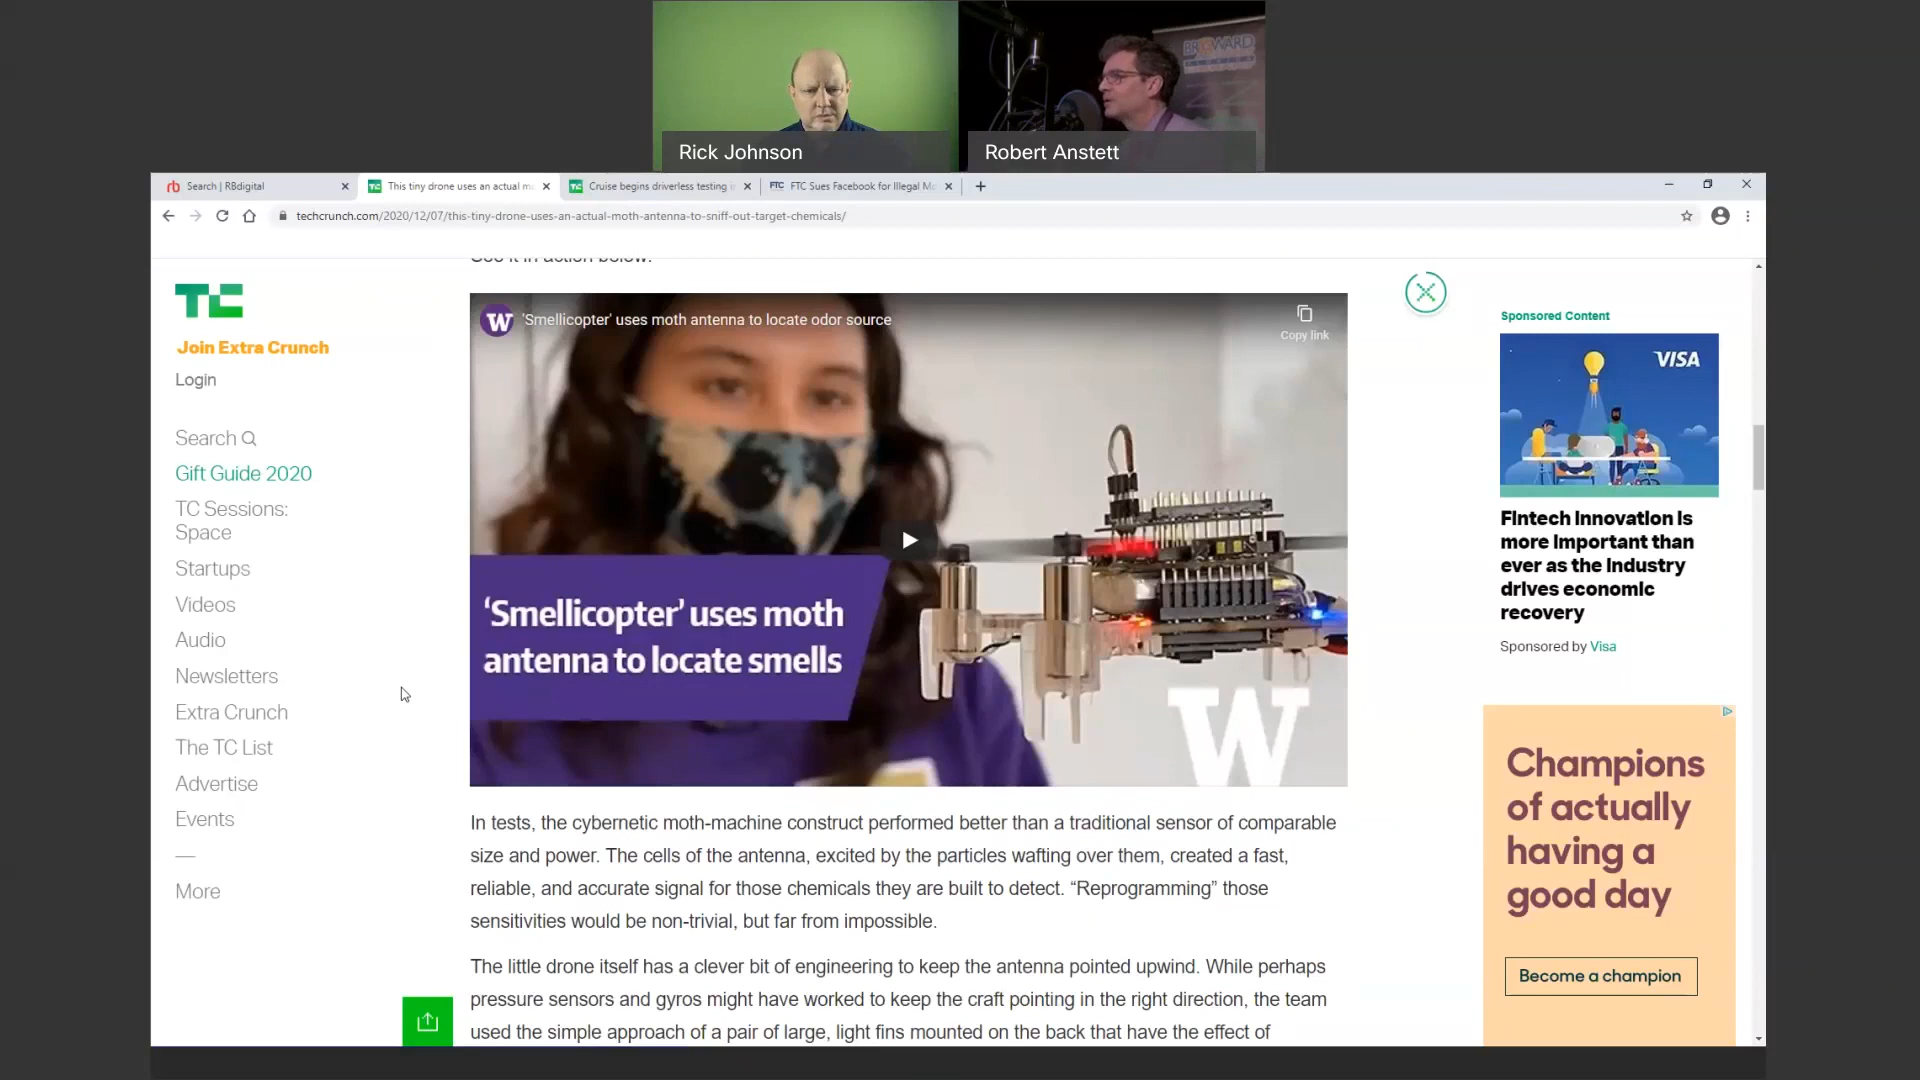 BROWARD
Rick Johnson
Robert Anstett
Search | RBdigital
This tiny drone uses an actual m
Cruise begins driverless testing i
FTC
FTC Sues Facebook for Illegal Mo
techcrunch.com/2020/12/07/this-tiny-drone-uses-an-actual-moth-antenna-to-sniff-out-target-chemicals/
See it in action below.
TC
Join Extra Crunch
Login
Search
Gift Guide 2020
TC Sessions:
Space
Startups
Videos
Audio
Newsletters
Extra Crunch
The TC List
Advertise
Events
—
More
W
'Smellicopter' uses moth antenna to locate odor source
Copy link
‘Smellicopter’ uses moth
antenna to locate smells
W
In tests, the cybernetic moth-machine construct performed better than a traditional sensor of comparable
size and power. The cells of the antenna, excited by the particles wafting over them, created a fast,
reliable, and accurate signal for those chemicals they are built to detect. “Reprogramming” those
sensitivities would be non-trivial, but far from impossible.
The little drone itself has a clever bit of engineering to keep the antenna pointed upwind. While perhaps
pressure sensors and gyros might have worked to keep the craft pointing in the right direction, the team
used the simple approach of a pair of large, light fins mounted on the back that have the effect of
Sponsored Content
VISA
Fintech innovation is
more important than
ever as the industry
drives economic
recovery
Sponsored by Visa
Champions
of actually
having a
good day
Become a champion